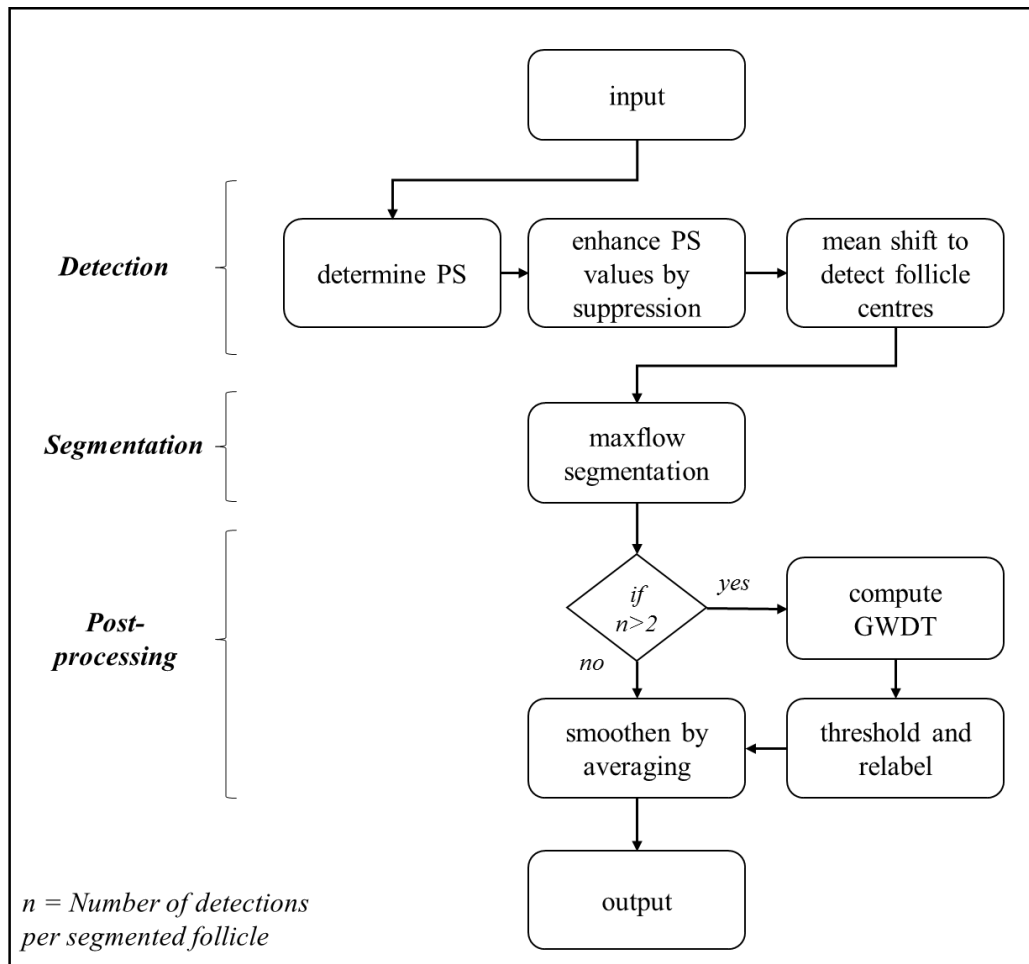 input
Detection
determine PS
enhance PS
values by
suppression
mean shift to
detect follicle
centres
Segmentation
maxflow
segmentation
Post-
processing
if
n>2
yes
no
compute
GWDT
smoothen by
averaging
threshold and
relabel
output
n = Number of detections
per segmented follicle